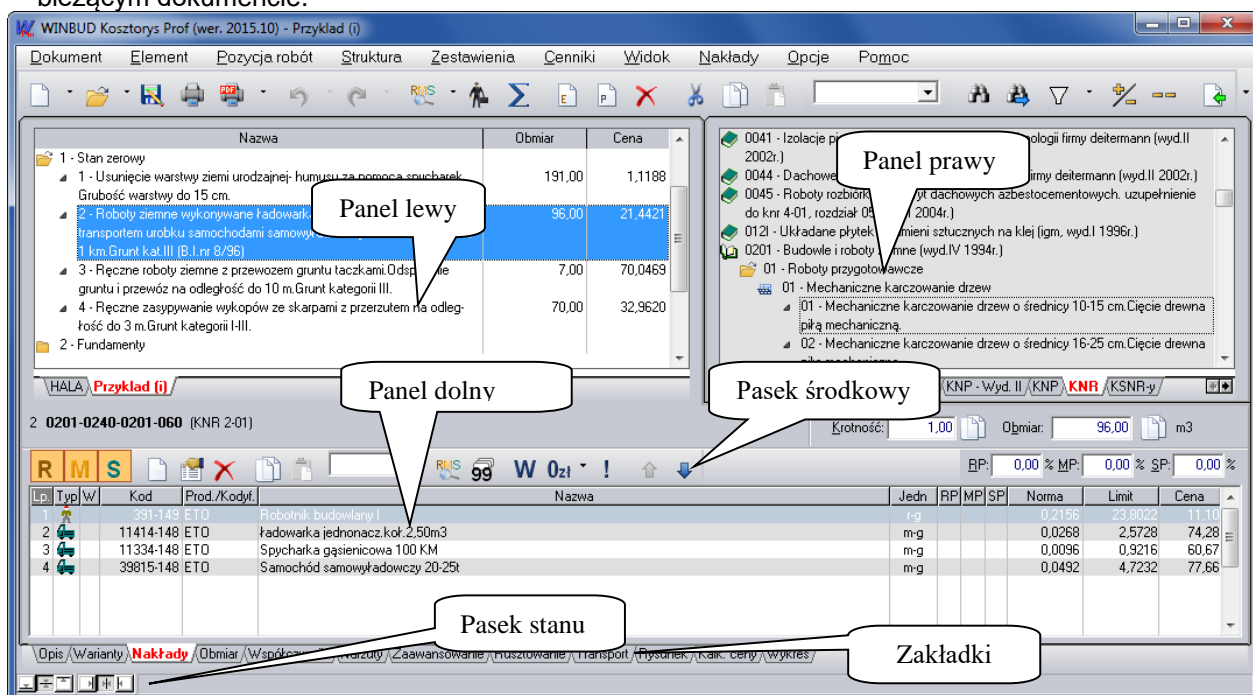 bieżącym dokumencie.
WINBUD Kosztorys Prof (wer. 2015.10) - Przyklad (i)
Dokument Element Pozycja robót Struktura Zestawienia Cenniki Widok Nakłady Opcje Pomoc
Nazwa Obmiar Cena
1 - Stan zerowy
1 - Usunięcie warstwy ziemi urodzajnej- humusu za pomocą spycharek. 191,00 1,1188
Grubość warstwy do 15 cm.
2 - Roboty ziemne wykonywane ładowark 96,00 21,4421
transportem urobku samochodami samowył
1 km.Grunt kat.III (B.I.nr 8/96)
3 - Ręczne roboty ziemne z przewozem gruntu taczkami. 7,00 70,0469
gruntu i przewóz na odległość do 10 m.Grunt kategorii III.
4 - Ręczne zasypywanie wykopów ze skarpami z przerzutem na odleg- 70,00 32,9620
łość do 3 m.Grunt kategorii I-III.
2 - Fundamenty
HALA Przyklad (i)
Panel lewy
0041 - Izolacje ologii firmy deitermann (wyd.II
2002r.)
0044 - Dachowe firmy deitermann (wyd.II 2002r.)
0045 - Roboty rozbiórk yt dachowych azbestocementowych. uzupełnienie
do knr 4-01, rozdział 05 2004r.)
012I - Układane płytek mieni sztucznych na klej (igm, wyd.I 1996r.)
0201 - Budowle i roboty ziemne (wyd.IV 1994r.)
01 - Roboty przygotowawcze
01 - Mechaniczne karczowanie drzew
01 - Mechaniczne karczowanie drzew o średnicy 10-15 cm.Cięcie drewna
piłą mechaniczną.
02 - Mechaniczne karczowanie drzew o średnicy 16-25 cm.Cięcie drewna
Panel prawy
KNP - Wyd. II KNP KNR KSNR-y
Panel dolny
Pasek środkowy
2 0201-0240-0201-060 (KNR 2-01) Krotność: 1,00 Obmiar: 96,00 m3
R M S RMS 99 W 0zł ! RP: 0,00 % MP: 0,00 % SP: 0,00 %
Lp. Typ W Kod Prod./Kodyf. Nazwa Jedn RP MP SP Norma Limit Cena
1 391-149 ETO Robotnik budowlany I r-g 0,2156 23,8022 11,10
2 11414-148 ETO ładowarka jednonacz.koł.2,50m3 m-g 0,0268 2,5728 74,28
3 11334-148 ETO Spycharka gąsienicowa 100 KM m-g 0,0096 0,9216 60,67
4 39815-148 ETO Samochód samowyładowczy 20-25t m-g 0,0492 4,7232 77,66
Pasek stanu
Zakładki
Opis Warianty Nakłady Obmiar Narzuty Zaawansowanie Rusztowanie Transport Rysunek Kalk. ceny Wykres